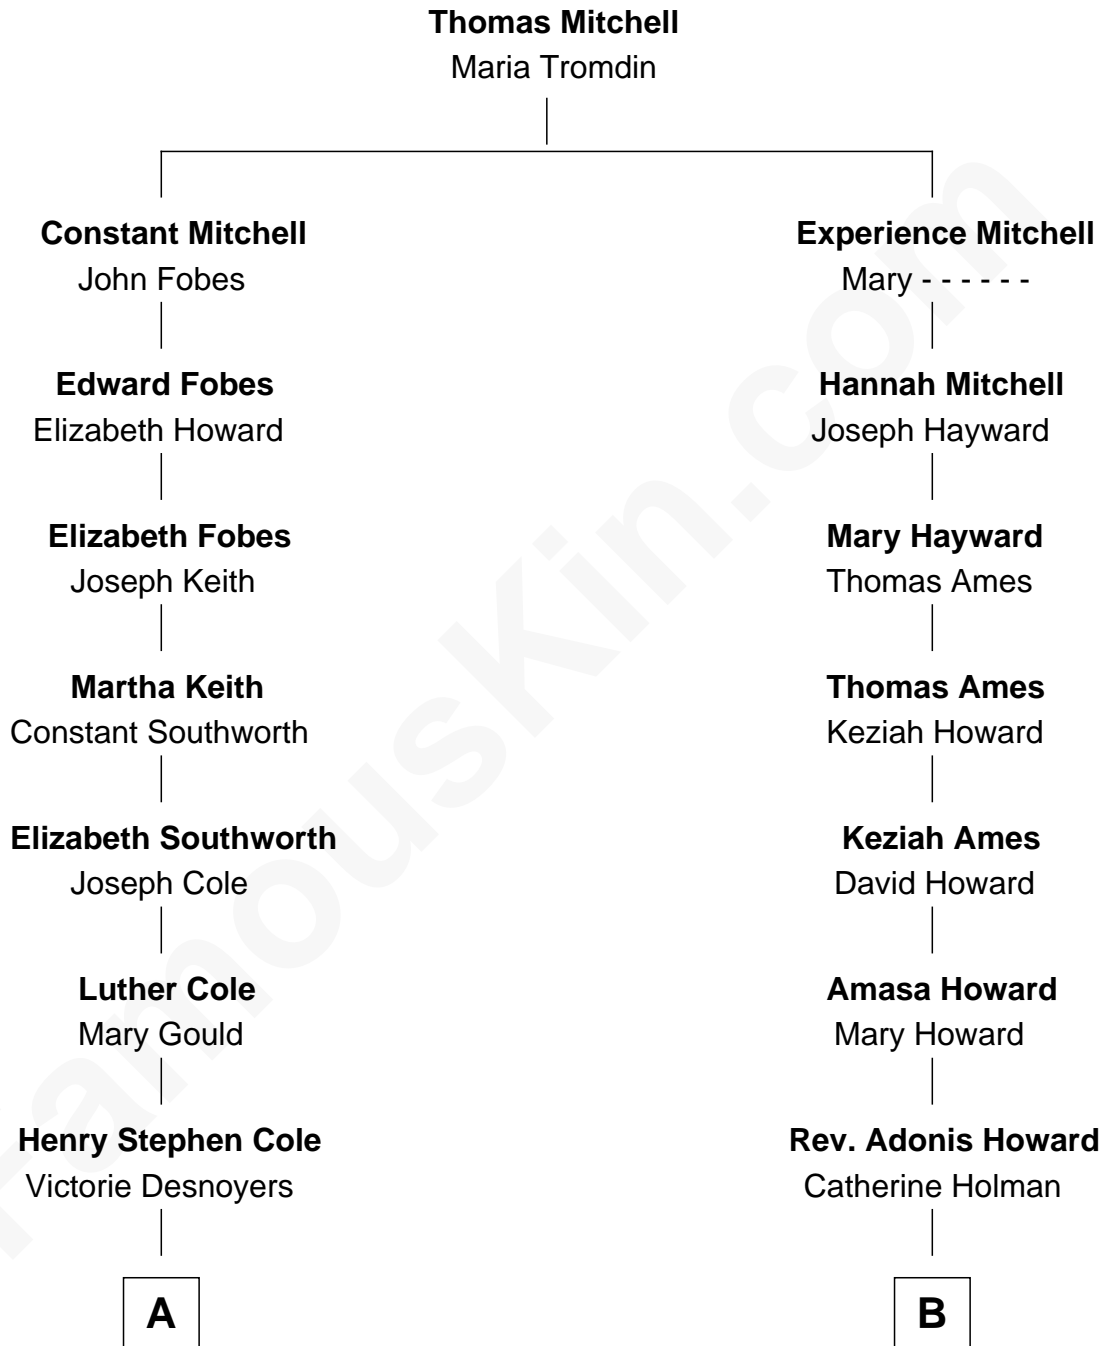 Thomas Mitchell
Maria Tromdin
Constant Mitchell
John Fobes
Experience Mitchell
Mary - - - - - -
Edward Fobes
Elizabeth Howard
Hannah Mitchell
Joseph Hayward
Elizabeth Fobes
Joseph Keith
Mary Hayward
Thomas Ames
Martha Keith
Constant Southworth
Thomas Ames
Keziah Howard
Elizabeth Southworth
Joseph Cole
Keziah Ames
David Howard
Luther Cole
Mary Gould
Amasa Howard
Mary Howard
Henry Stephen Cole
Victorie Desnoyers
Rev. Adonis Howard
Catherine Holman
A
B
FamousKin.com